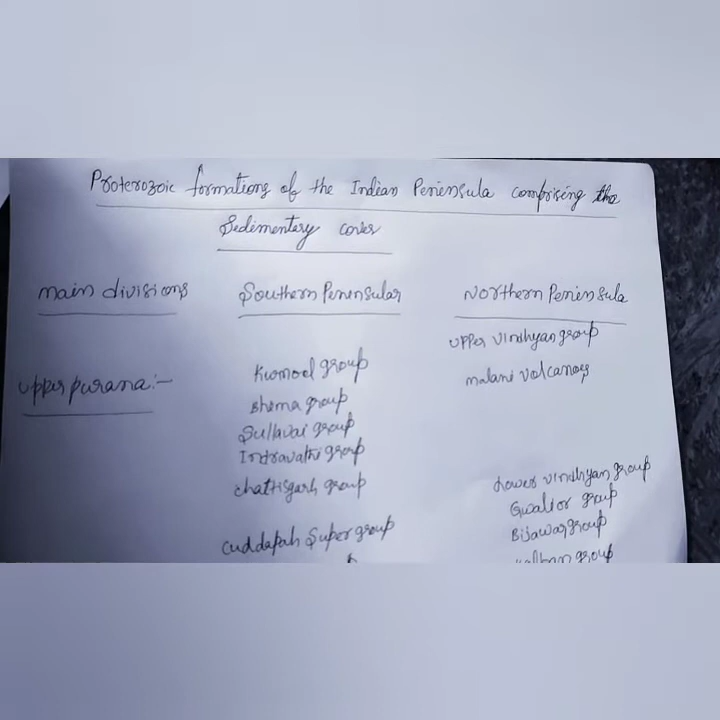 Proterozoic formations of the Indian Peninsula comprising the
Sedimentary cover
main divisions
Southern Peninsular
Northern Peninsula
Upper Vindhyan group
upper purana:-
Kurnool group
malani volcanoes
Bhima group
Sullavai group
Indravathi group
Chattisgarh group
Lower Vindhyan group
Gwalior group
Bijawar group
Cuddapah Super group
group